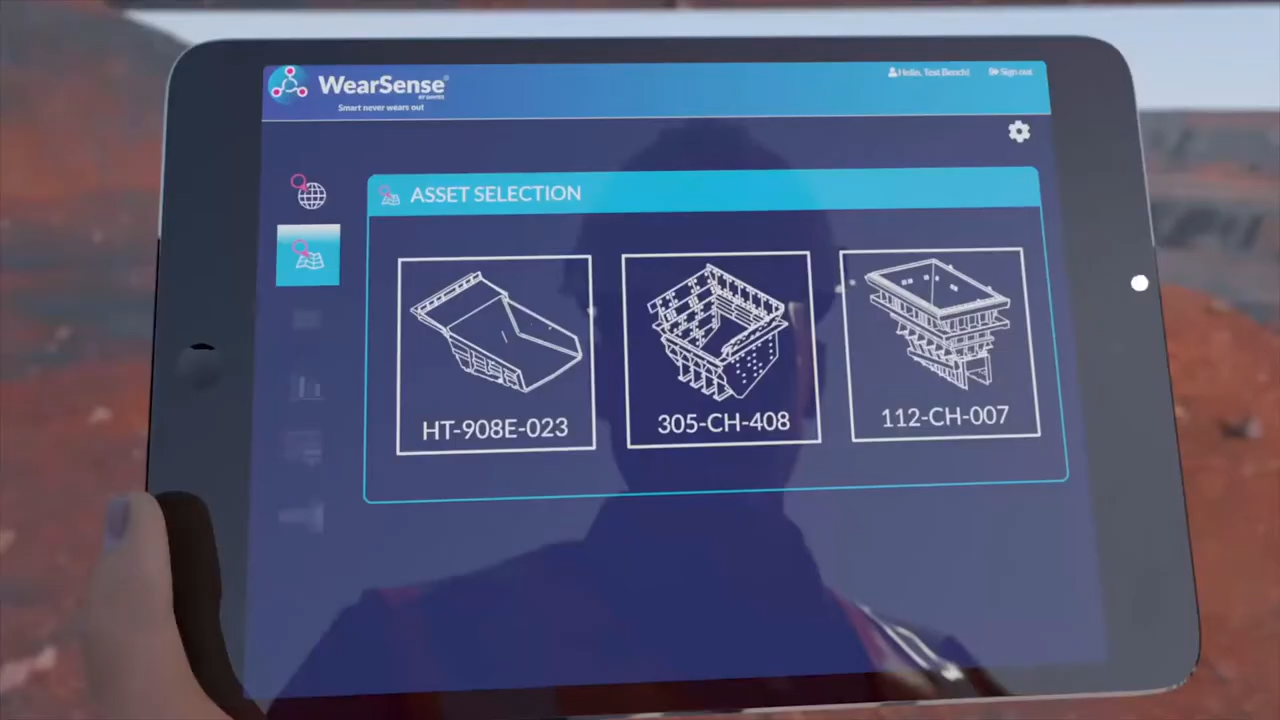 WearSense®
Smart never wears out
Hello, Test Bench!
Sign out
ASSET SELECTION
HT-908E-023
305-CH-408
112-CH-007